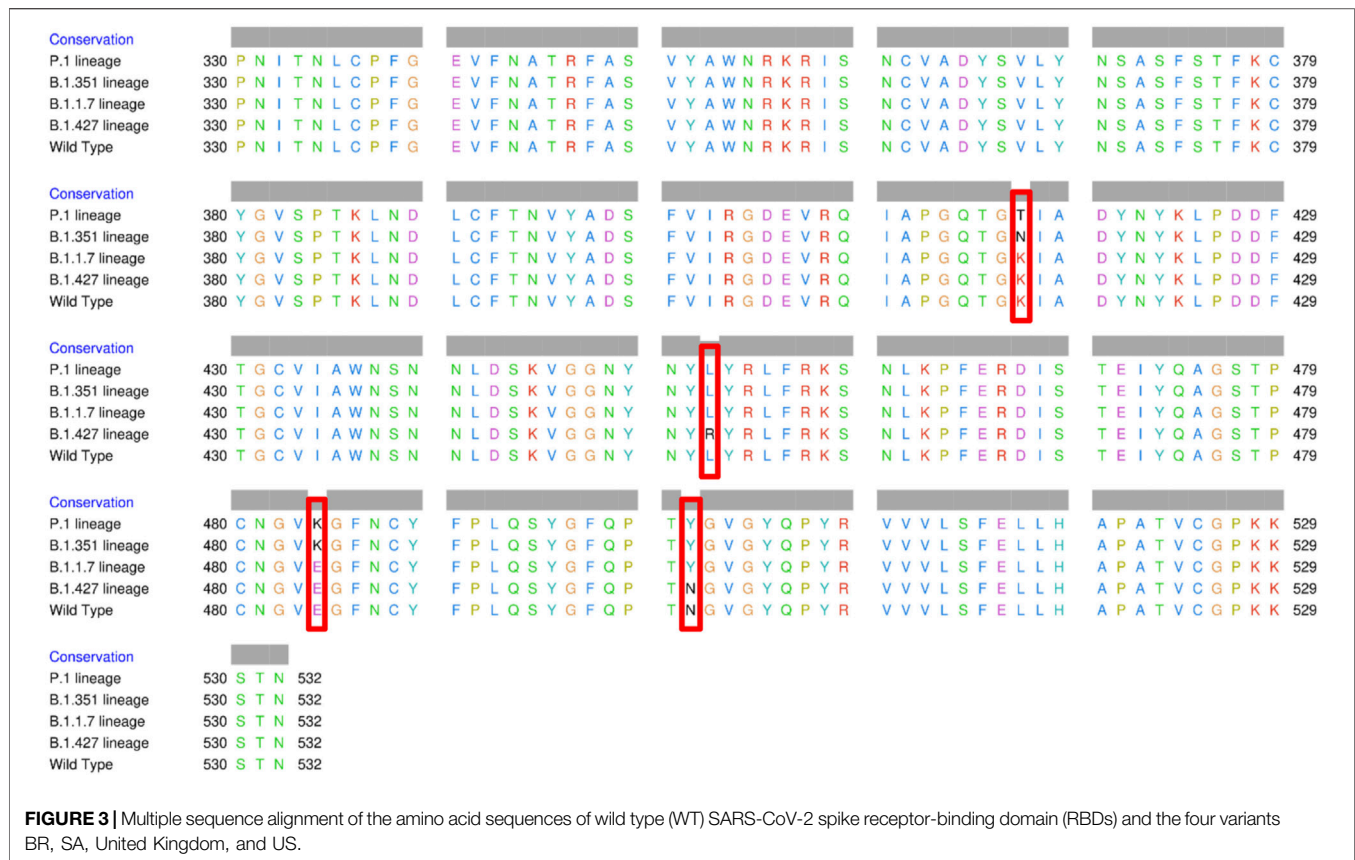 Conservation
P.1 lineage 330 P N I T N L C P F G E V F N A T R F A S V Y A W N R K R I S N C V A D Y S V L Y N S A S F S T F K C 379
B.1.351 lineage 330 P N I T N L C P F G E V F N A T R F A S V Y A W N R K R I S N C V A D Y S V L Y N S A S F S T F K C 379
B.1.1.7 lineage 330 P N I T N L C P F G E V F N A T R F A S V Y A W N R K R I S N C V A D Y S V L Y N S A S F S T F K C 379
B.1.427 lineage 330 P N I T N L C P F G E V F N A T R F A S V Y A W N R K R I S N C V A D Y S V L Y N S A S F S T F K C 379
Wild Type 330 P N I T N L C P F G E V F N A T R F A S V Y A W N R K R I S N C V A D Y S V L Y N S A S F S T F K C 379
Conservation
P.1 lineage 380 Y G V S P T K L N D L C F T N V Y A D S F V I R G D E V R Q I A P G Q T G T I A D Y N Y K L P D D F 429
B.1.351 lineage 380 Y G V S P T K L N D L C F T N V Y A D S F V I R G D E V R Q I A P G Q T G N I A D Y N Y K L P D D F 429
B.1.1.7 lineage 380 Y G V S P T K L N D L C F T N V Y A D S F V I R G D E V R Q I A P G Q T G K I A D Y N Y K L P D D F 429
B.1.427 lineage 380 Y G V S P T K L N D L C F T N V Y A D S F V I R G D E V R Q I A P G Q T G K I A D Y N Y K L P D D F 429
Wild Type 380 Y G V S P T K L N D L C F T N V Y A D S F V I R G D E V R Q I A P G Q T G K I A D Y N Y K L P D D F 429
Conservation
P.1 lineage 430 T G C V I A W N S N N L D S K V G G N Y N Y L Y R L F R K S N L K P F E R D I S T E I Y Q A G S T P 479
B.1.351 lineage 430 T G C V I A W N S N N L D S K V G G N Y N Y L Y R L F R K S N L K P F E R D I S T E I Y Q A G S T P 479
B.1.1.7 lineage 430 T G C V I A W N S N N L D S K V G G N Y N Y L Y R L F R K S N L K P F E R D I S T E I Y Q A G S T P 479
B.1.427 lineage 430 T G C V I A W N S N N L D S K V G G N Y N Y R Y R L F R K S N L K P F E R D I S T E I Y Q A G S T P 479
Wild Type 430 T G C V I A W N S N N L D S K V G G N Y N Y L Y R L F R K S N L K P F E R D I S T E I Y Q A G S T P 479
Conservation
P.1 lineage 480 C N G V K G F N C Y F P L Q S Y G F Q P T Y G V G Y Q P Y R V V V L S F E L L H A P A T V C G P K K 529
B.1.351 lineage 480 C N G V K G F N C Y F P L Q S Y G F Q P T Y G V G Y Q P Y R V V V L S F E L L H A P A T V C G P K K 529
B.1.1.7 lineage 480 C N G V E G F N C Y F P L Q S Y G F Q P T Y G V G Y Q P Y R V V V L S F E L L H A P A T V C G P K K 529
B.1.427 lineage 480 C N G V E G F N C Y F P L Q S Y G F Q P T N G V G Y Q P Y R V V V L S F E L L H A P A T V C G P K K 529
Wild Type 480 C N G V E G F N C Y F P L Q S Y G F Q P T N G V G Y Q P Y R V V V L S F E L L H A P A T V C G P K K 529
Conservation
P.1 lineage 530 S T N 532
B.1.351 lineage 530 S T N 532
B.1.1.7 lineage 530 S T N 532
B.1.427 lineage 530 S T N 532
Wild Type 530 S T N 532
FIGURE 3 | Multiple sequence alignment of the amino acid sequences of wild type (WT) SARS-CoV-2 spike receptor-binding domain (RBDs) and the four variants
BR, SA, United Kingdom, and US.